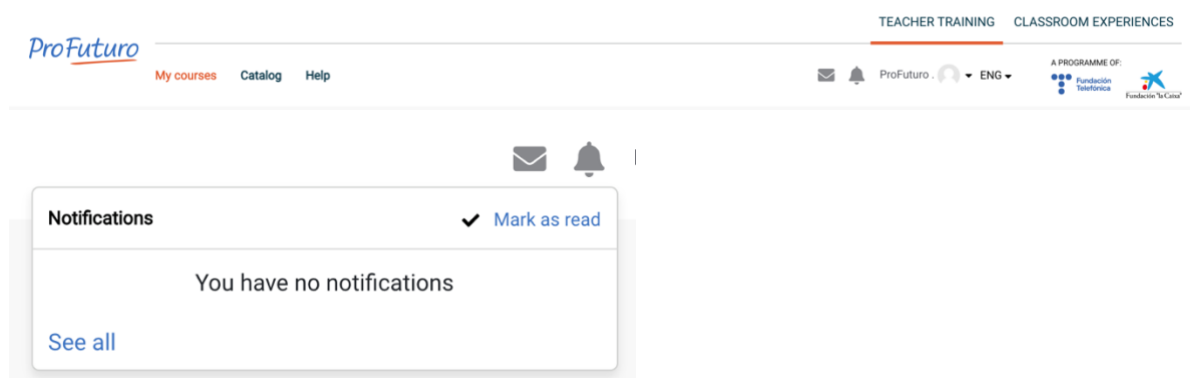 TEACHER TRAINING CLASSROOM EXPERIENCES
ProFuturo
My courses Catalog Help
ProFuturo . ENG
A PROGRAMME OF:
Fundación
Telefónica
Fundación "la Caixa"
Notifications Mark as read
You have no notifications
See all